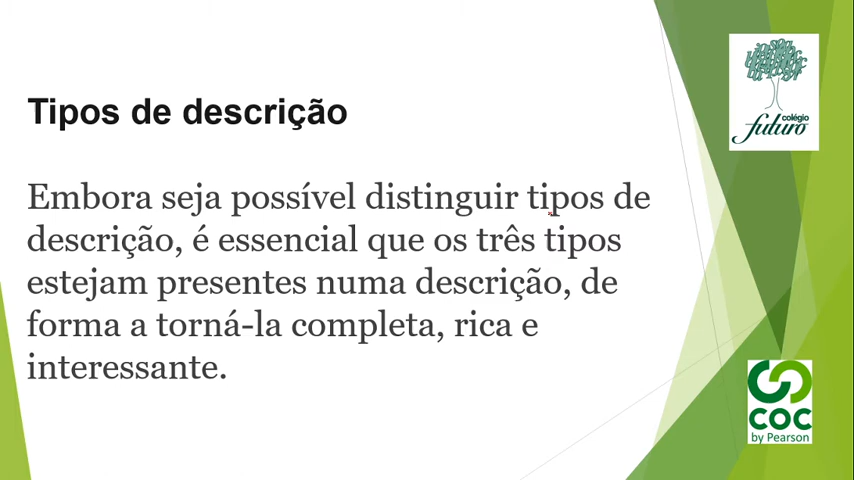 Tipos de descrição
Embora seja possível distinguir tipos de
descrição, é essencial que os três tipos
estejam presentes numa descrição, de
forma a torná-la completa, rica e
interessante.
colégio
futuro
COC
by Pearson